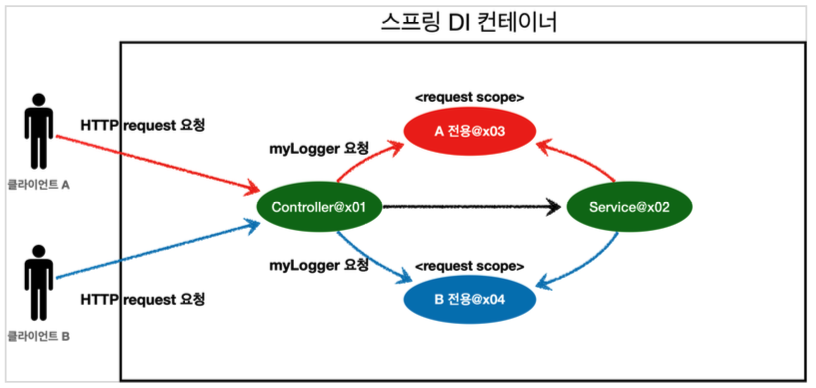 스프링 DI 컨테이너
<request scope>
HTTP request 요청
A 전용@x03
myLogger 요청
클라이언트 A
Controller@x01
Service@x02
myLogger 요청
<request scope>
HTTP request 요청
B 전용@x04
클라이언트 B